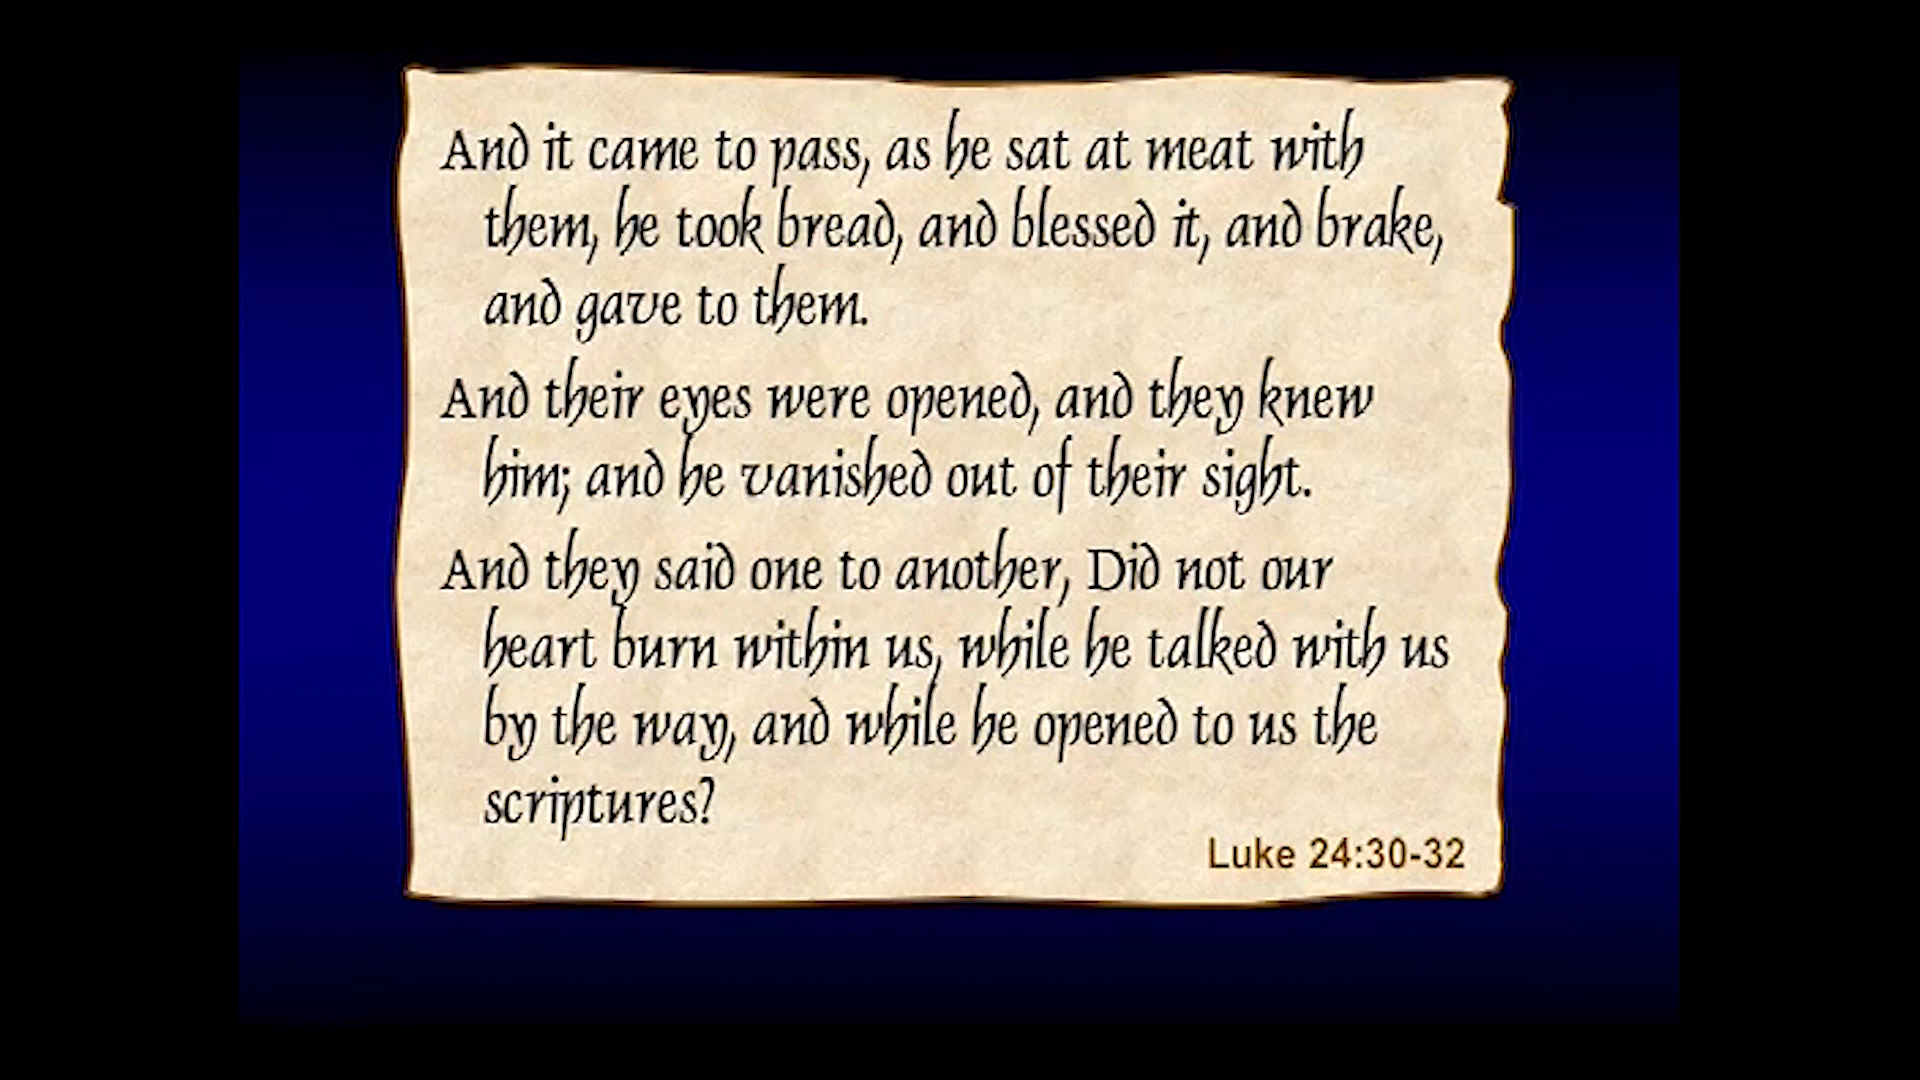 And it came to pass, as he sat at meat with
them, he took bread, and blessed it, and brake,
and gave to them.
And their eyes were opened, and they knew
him; and he vanished out of their sight.
And they said one to another, Did not our
heart burn within us, while he talked with us
by the way, and while he opened to us the
scriptures?
Luke 24:30-32